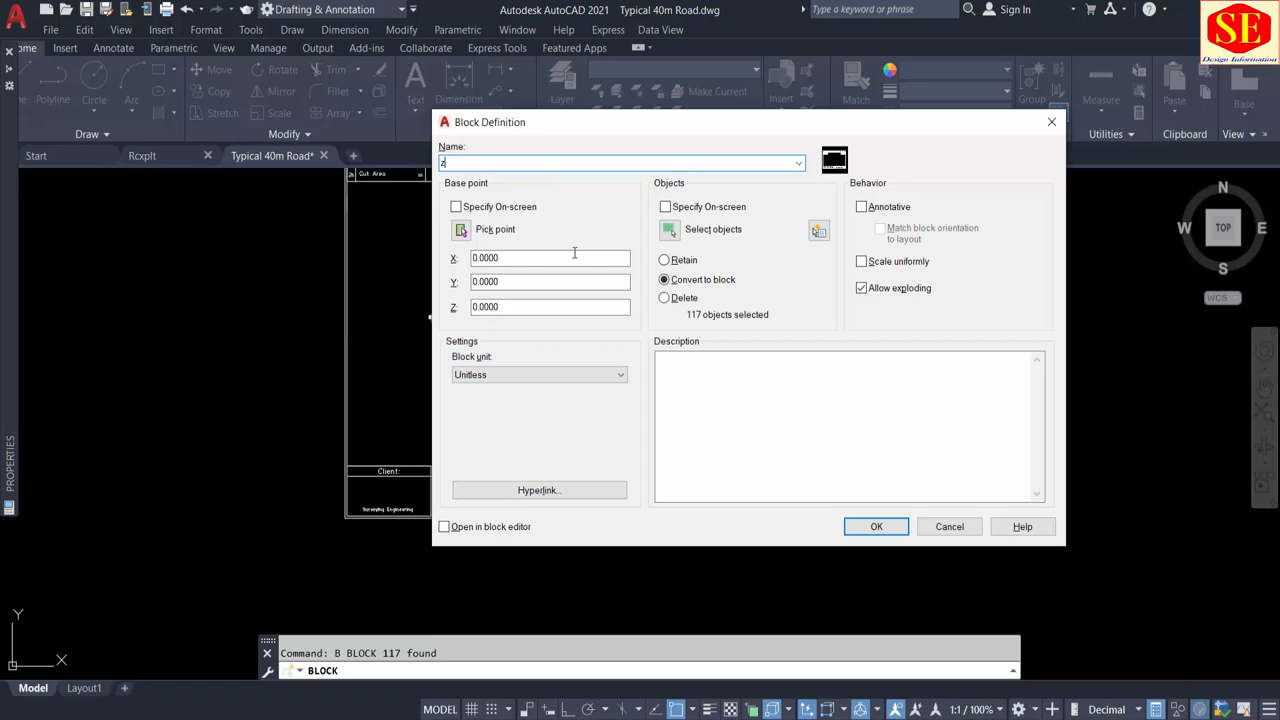 Drafting & Annotation
Autodesk AutoCAD 2021 Typical 40m Road.dwg
Type a keyword or phrase
Sign In
SE
Design Information
File Edit View Insert Format Tools Draw Dimension Modify Parametric Window Help Express Data View
ome Insert Annotate Parametric View Manage Output Add-ins Collaborate Express Tools Featured Apps
Polyline Circle Arc
Move Rotate Trim
Copy Mirror Fillet
Stretch Scale Array
Text Dimension Layer
Make Current
Insert Match
Group Measure Paste Base
Draw Modify Utilities Clipboard View
Start Rcxplt Typical 40m Road*
Cut Area =
Block Definition
Name:
z
Base point
Specify On-screen
Pick point
X: 0.0000
Y: 0.0000
Z: 0.0000
Objects
Specify On-screen
Select objects
Retain
Convert to block
Delete
117 objects selected
Behavior
Annotative
Match block orientation
to layout
Scale uniformly
Allow exploding
Settings
Block unit:
Unitless
Hyperlink...
Description
Open in block editor
OK Cancel Help
N
W TOP E
S
WCS
PROPERTIES
Client:
Surveying Engineering
Y
X
Command: B BLOCK 117 found
BLOCK
Model Layout1
MODEL 1:1 / 100% Decimal